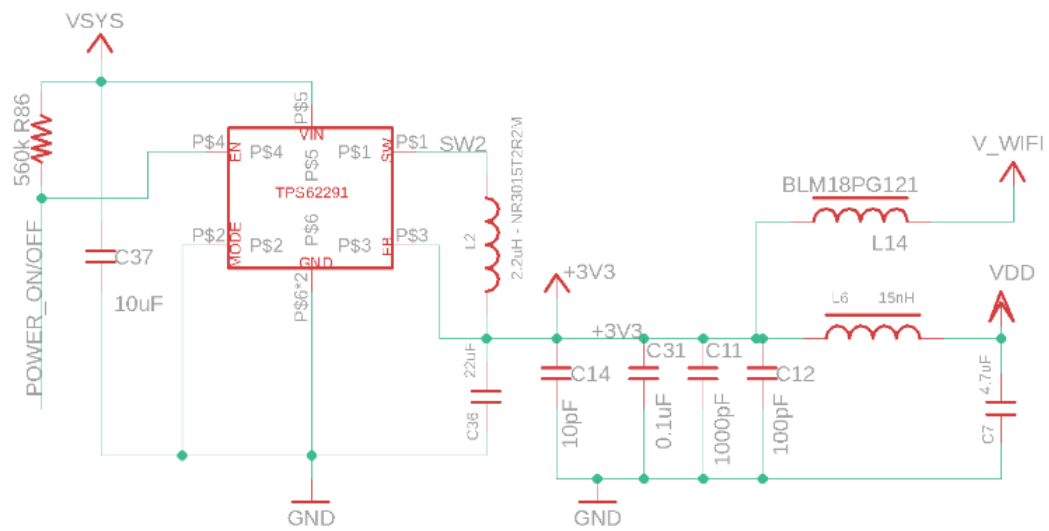 VSYS
560k R86
P$5
VIN
P$4
EN
P$4
P$5
P$1
SW
P$1
SW2
TPS62291
P$2
MODE
P$2
P$6
P$3
FB
P$3
GND
P$6*2
L2
2.2uH - NR3015T2R2M
C37
10uF
POWER_ON/OFF
22uF
C36
GND
+3V3
+3V3
C14
10pF
C31
0.1uF
C11
1000pF
C12
100pF
GND
V_WIFI
BLM18PG121
L14
VDD
L6
15nH
4.7uF
C7